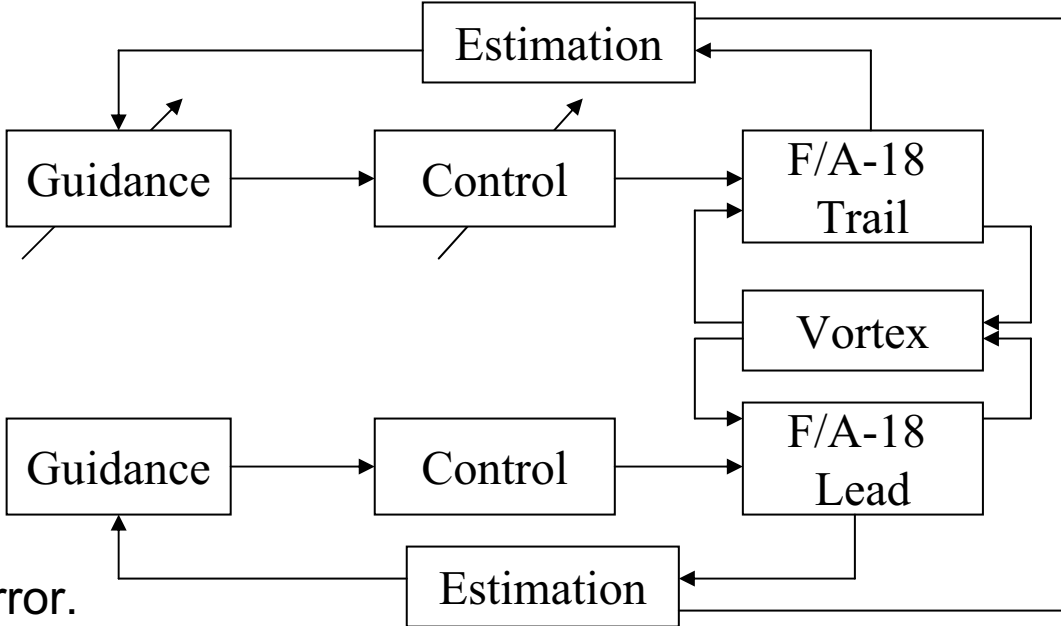 Estimation
Guidance
Control
F/A-18
Trail
Vortex
Guidance
Control
F/A-18
Lead
Estimation